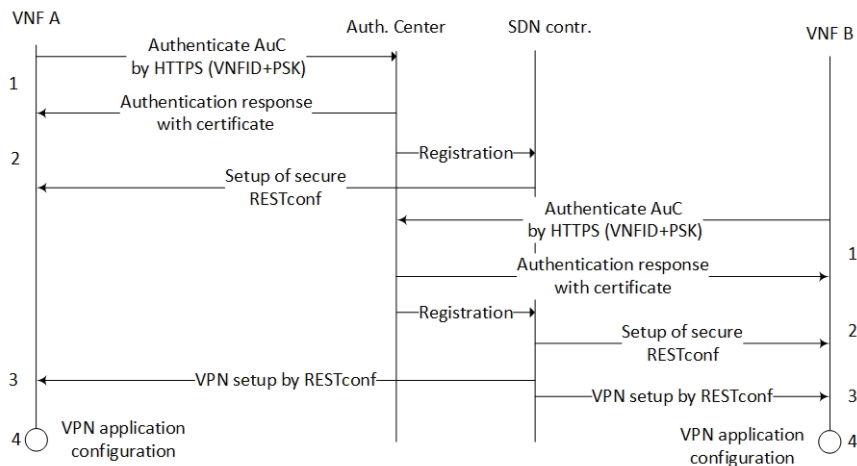 VNF A
Auth. Center
SDN contr.
VNF B
Authenticate AuC
by HTTPS (VNFID+PSK)
1
Authentication response
with certificate
2
Registration
Setup of secure
RESTconf
Authenticate AuC
by HTTPS (VNFID+PSK)
1
Authentication response
with certificate
Registration
Setup of secure
RESTconf
2
3
VPN setup by RESTconf
VPN setup by RESTconf
3
4
VPN application
configuration
VPN application
configuration
4